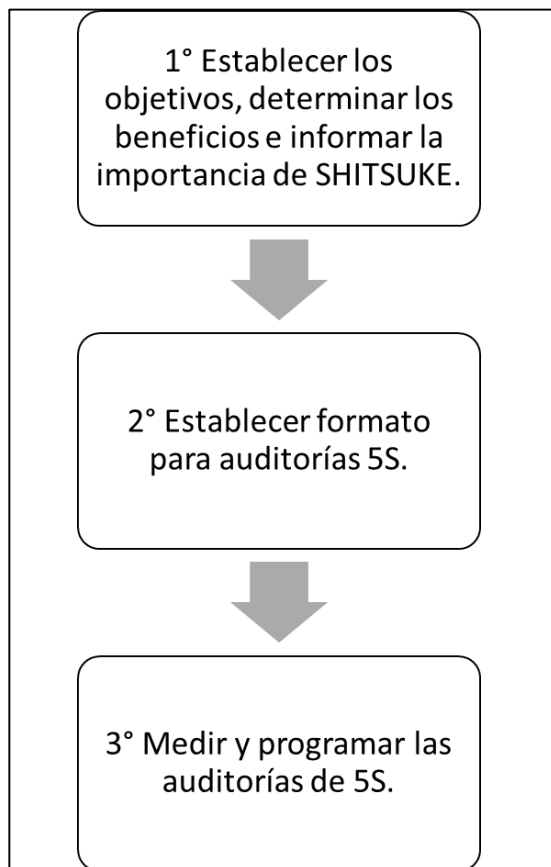 1° Establecer los
objetivos, determinar los
beneficios e informar la
importancia de SHITSUKE.
2° Establecer formato
para auditorías 5S.
3° Medir y programar las
auditorías de 5S.